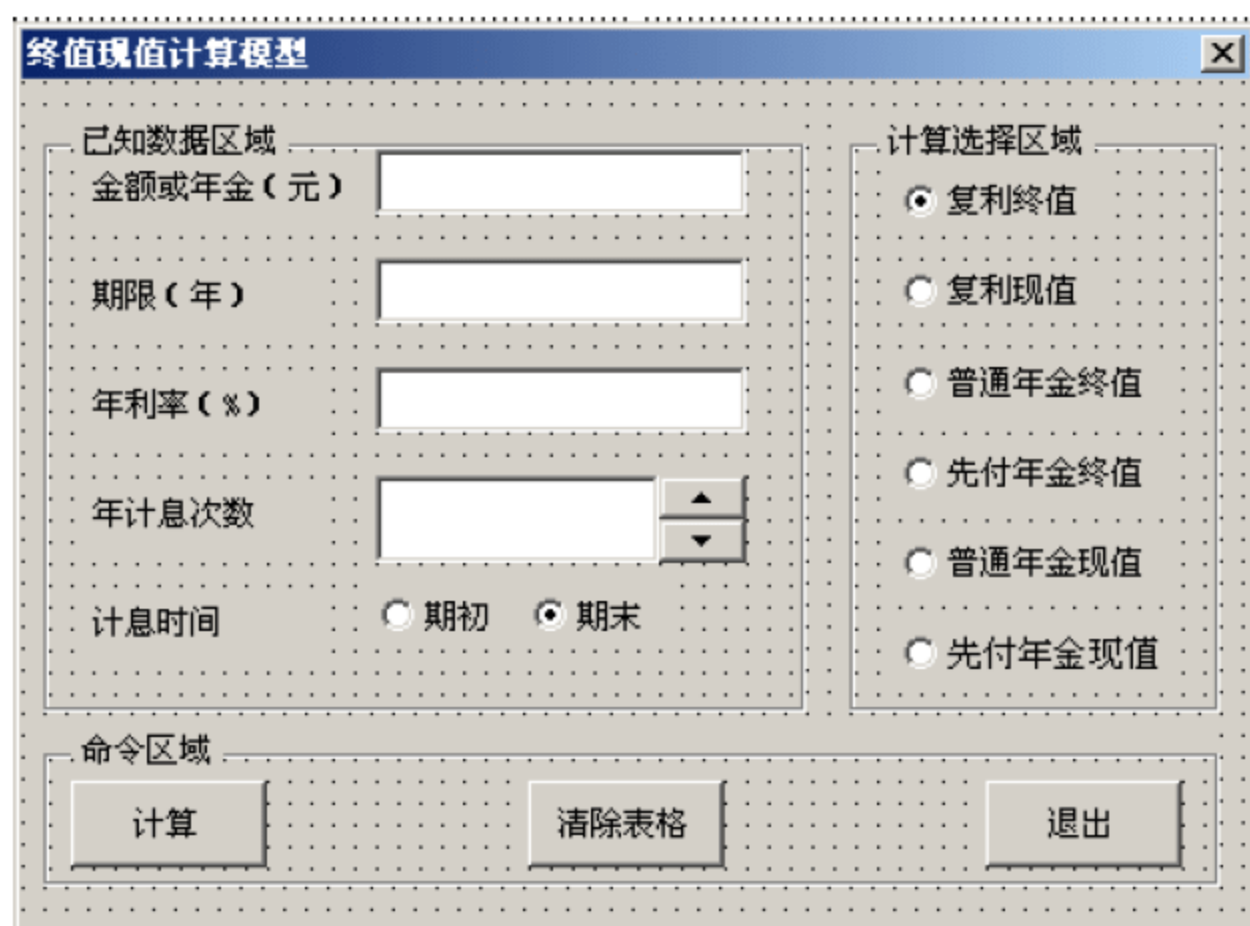 终值现值计算模型
已知数据区域
金额或年金(元)
期限(年)
年利率(%)
年计息次数
计息时间
期初
期末
计算选择区域
复利终值
复利现值
普通年金终值
先付年金终值
普通年金现值
先付年金现值
命令区域
计算
清除表格
退出